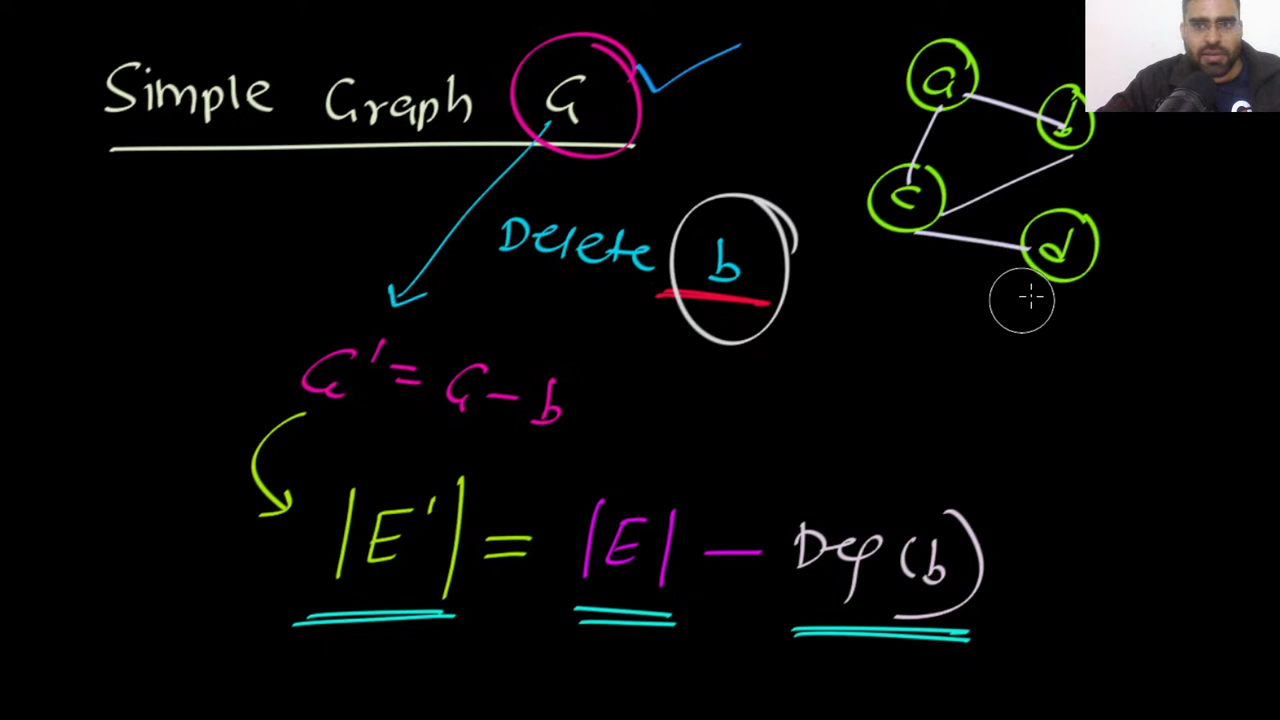 Simple Graph G
a
b
c
d
Delete b
G' = G - b
|E'| = |E| - Deg(b)